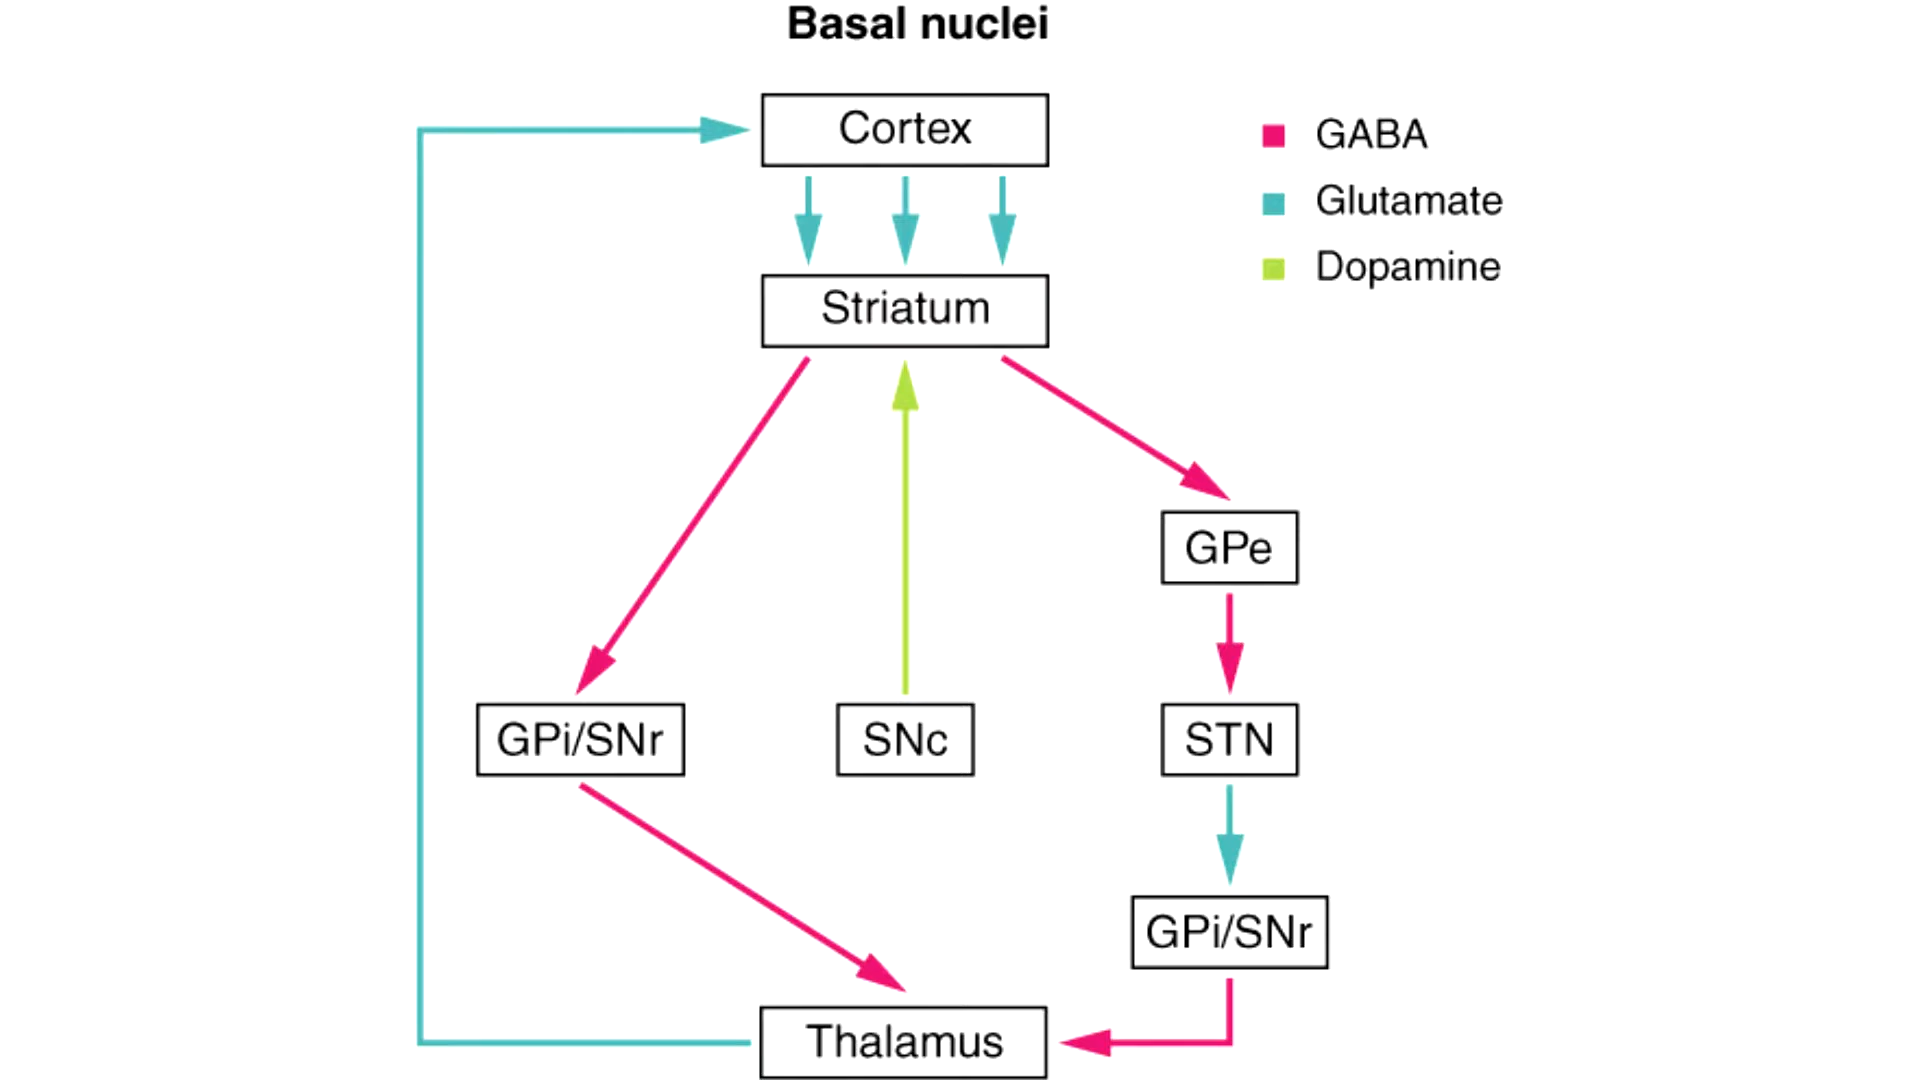 Basal nuclei
Cortex
GABA
Glutamate
Dopamine
Striatum
GPe
GPi/SNr
SNc
STN
GPi/SNr
Thalamus